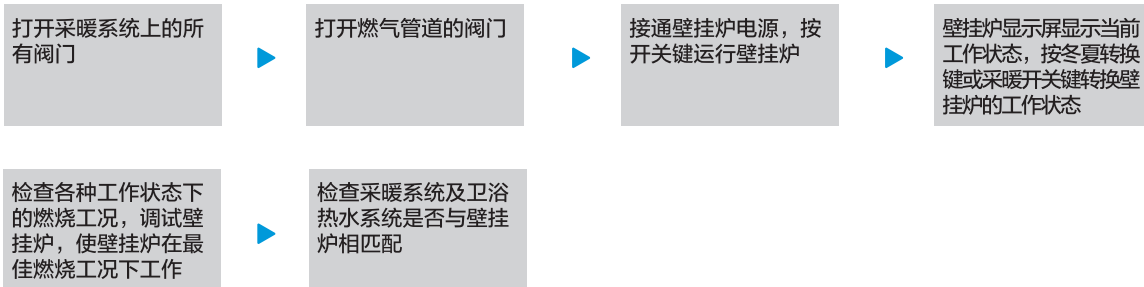 打开采暖系统上的所
有阀门
打开燃气管道的阀门
接通壁挂炉电源，按
开关键运行壁挂炉
壁挂炉显示屏显示当前
工作状态，按冬夏转换
键或采暖开关键转换壁
挂炉的工作状态
检查各种工作状态下
的燃烧工况，调试壁
挂炉，使壁挂炉在最
佳燃烧工况下工作
检查采暖系统及卫浴
热水系统是否与壁挂
炉相匹配